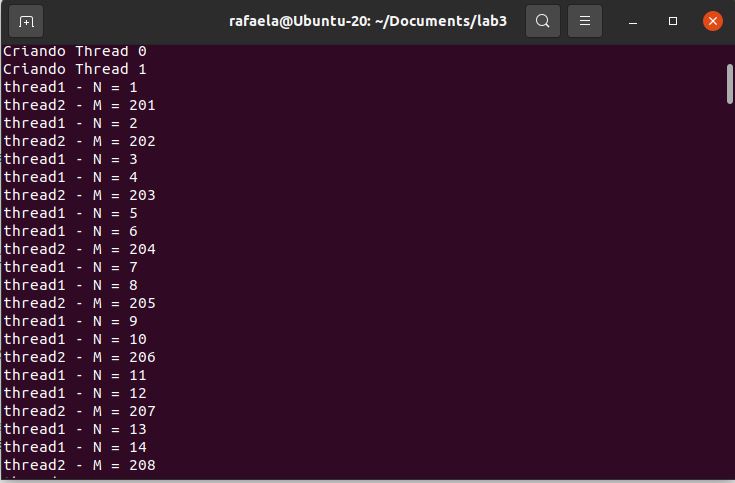 rafaela@Ubuntu-20: ~/Documents/lab3
Criando Thread 0
Criando Thread 1
thread1 - N = 1
thread2 - M = 201
thread1 - N = 2
thread2 - M = 202
thread1 - N = 3
thread1 - N = 4
thread2 - M = 203
thread1 - N = 5
thread1 - N = 6
thread2 - M = 204
thread1 - N = 7
thread1 - N = 8
thread2 - M = 205
thread1 - N = 9
thread1 - N = 10
thread2 - M = 206
thread1 - N = 11
thread1 - N = 12
thread2 - M = 207
thread1 - N = 13
thread1 - N = 14
thread2 - M = 208